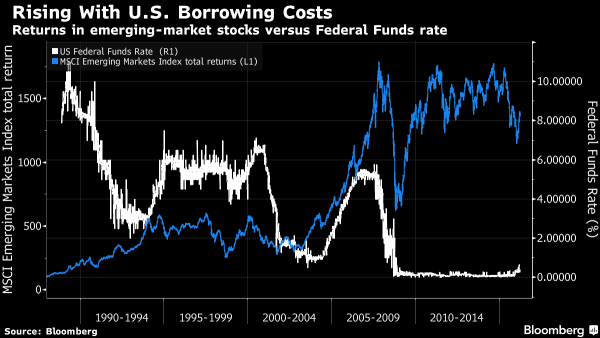 Rising With U.S. Borrowing Costs
Returns in emerging-market stocks versus Federal Funds rate
US Federal Funds Rate (R1)
MSCI Emerging Markets Index total returns (L1)
MSCI Emerging Markets Index total return
1500
1000
500
0
10.00000
8.00000
6.00000
4.00000
2.00000
0.00000
Federal Funds Rate (%)
1990-1994
1995-1999
2000-2004
2005-2009
2010-2014
Source: Bloomberg
Bloomberg